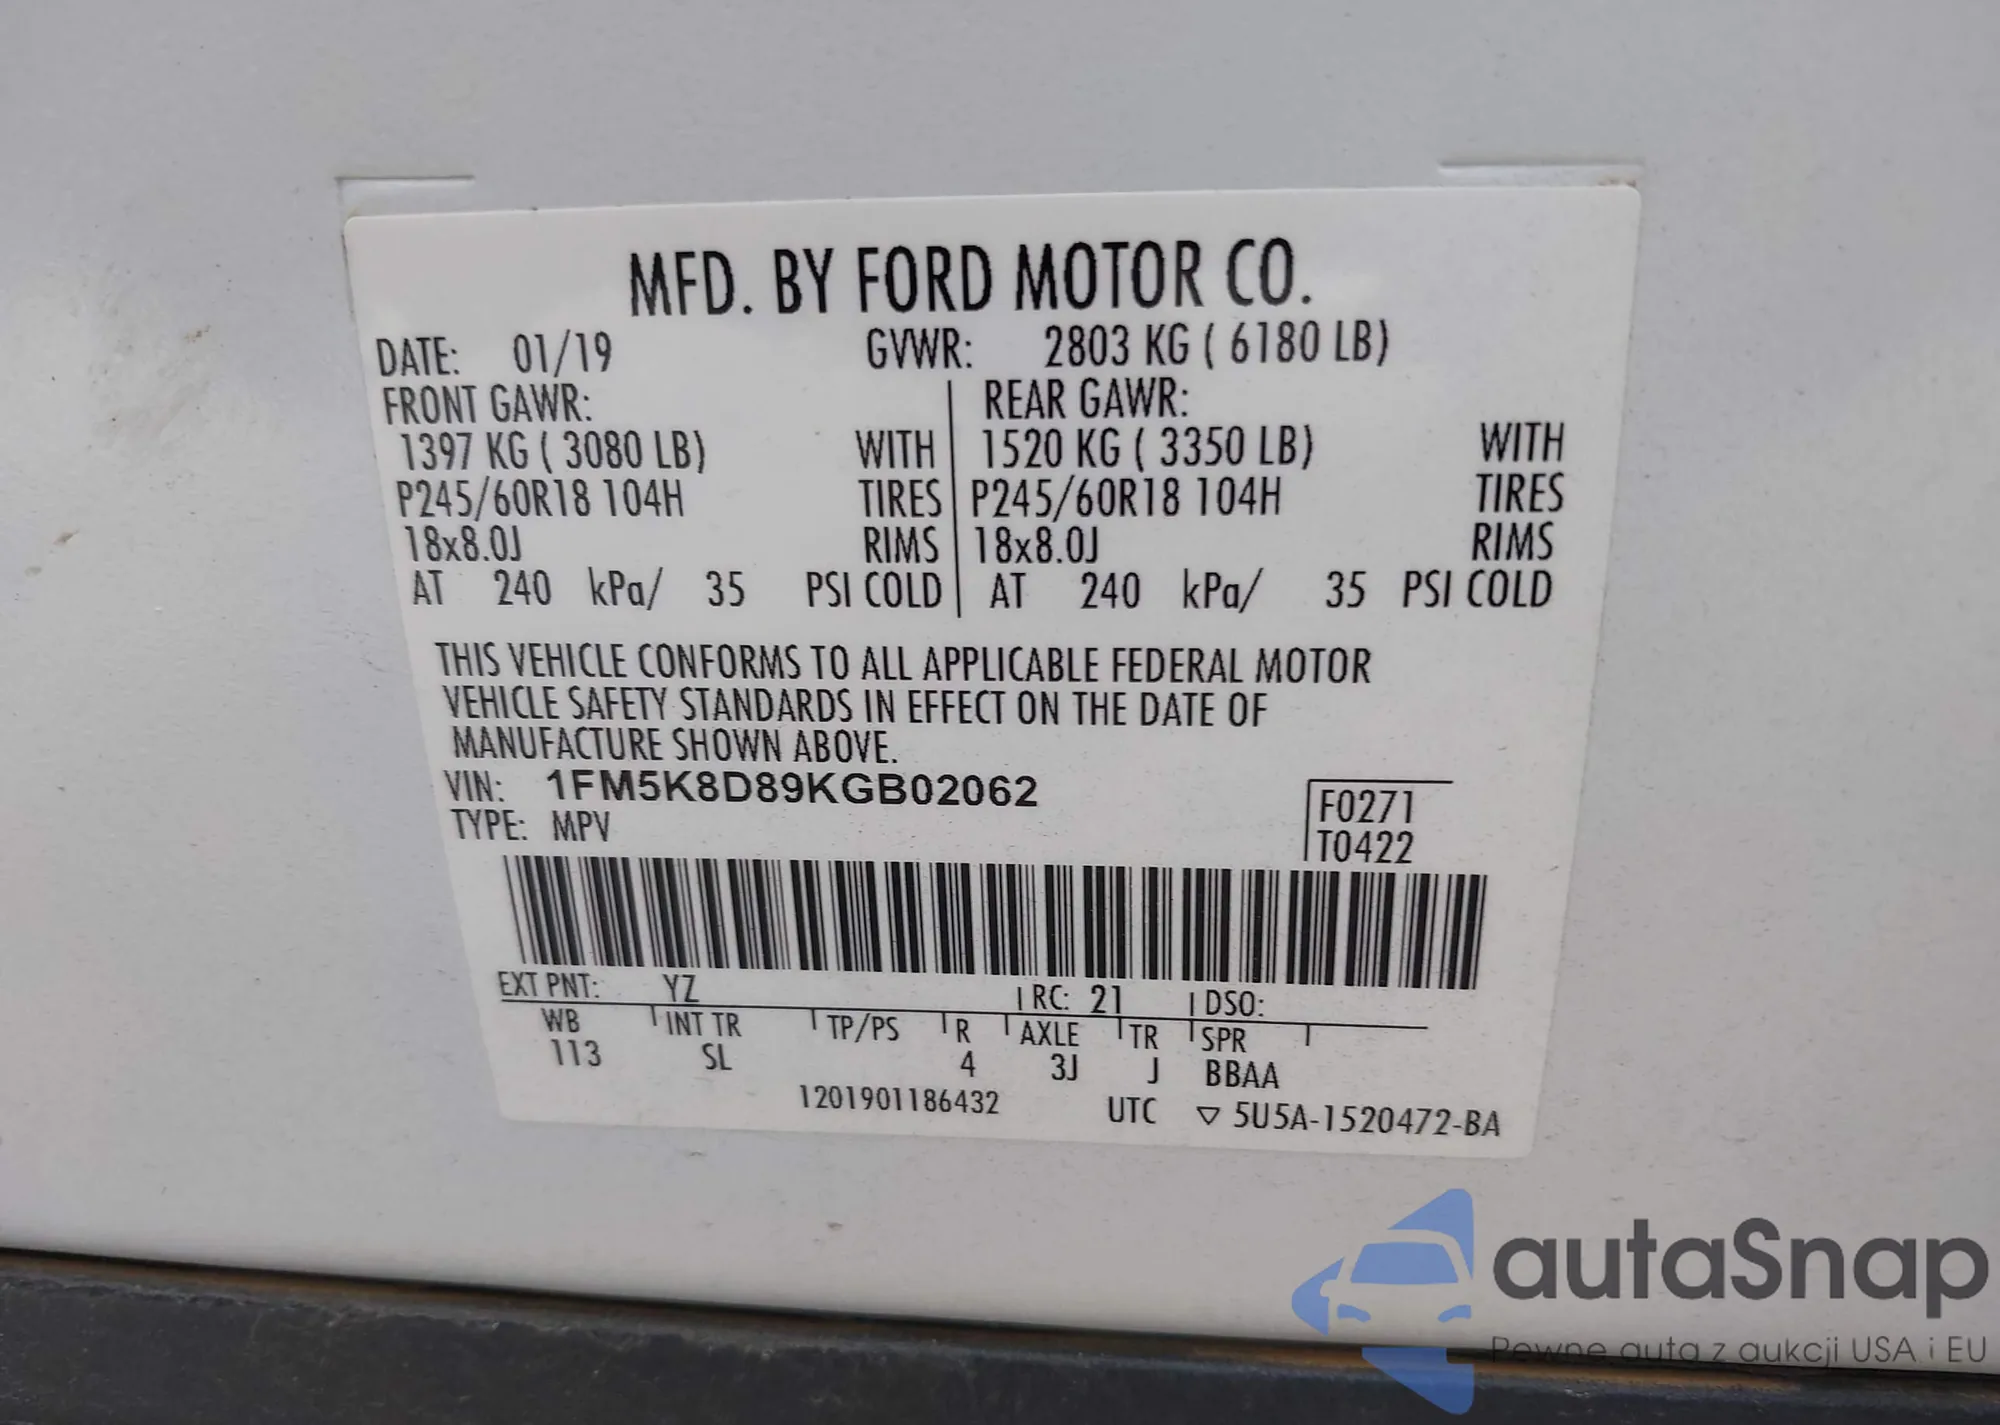 MFD. BY FORD MOTOR CO.
DATE: 01/19 GVWR: 2803 KG ( 6180 LB)
FRONT GAWR: REAR GAWR:
1397 KG ( 3080 LB) WITH 1520 KG ( 3350 LB) WITH
P245/60R18 104H TIRES P245/60R18 104H TIRES
18x8.0J RIMS 18x8.0J RIMS
AT 240 kPa/ 35 PSI COLD AT 240 kPa/ 35 PSI COLD
THIS VEHICLE CONFORMS TO ALL APPLICABLE FEDERAL MOTOR
VEHICLE SAFETY STANDARDS IN EFFECT ON THE DATE OF
MANUFACTURE SHOWN ABOVE.
VIN: 1FM5K8D89KGB02062
TYPE: MPV
F0271
T0422
EXT PNT: YZ RC: 21 DSO:
WB INT TR TP/PS R AXLE TR SPR
113 SL 4 3J J BBAA
1201901186432 UTC ▽ 5U5A-1520472-BA
autaSnap
Pewne auta z aukcji USA i EU